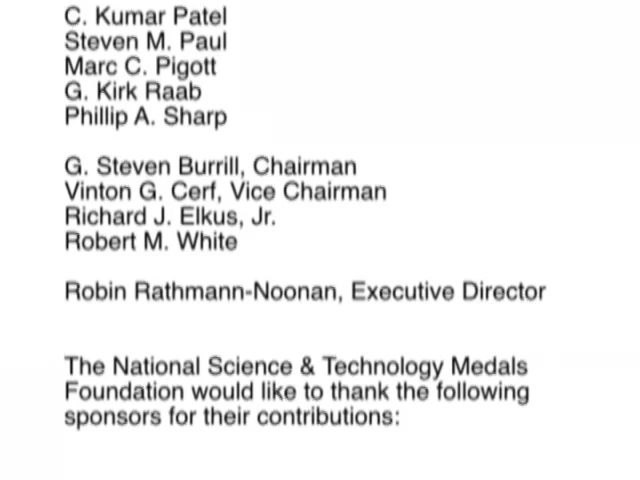 C. Kumar Patel
Steven M. Paul
Marc C. Pigott
G. Kirk Raab
Phillip A. Sharp
G. Steven Burrill, Chairman
Vinton G. Cerf, Vice Chairman
Richard J. Elkus, Jr.
Robert M. White
Robin Rathmann-Noonan, Executive Director
The National Science & Technology Medals
Foundation would like to thank the following
sponsors for their contributions: